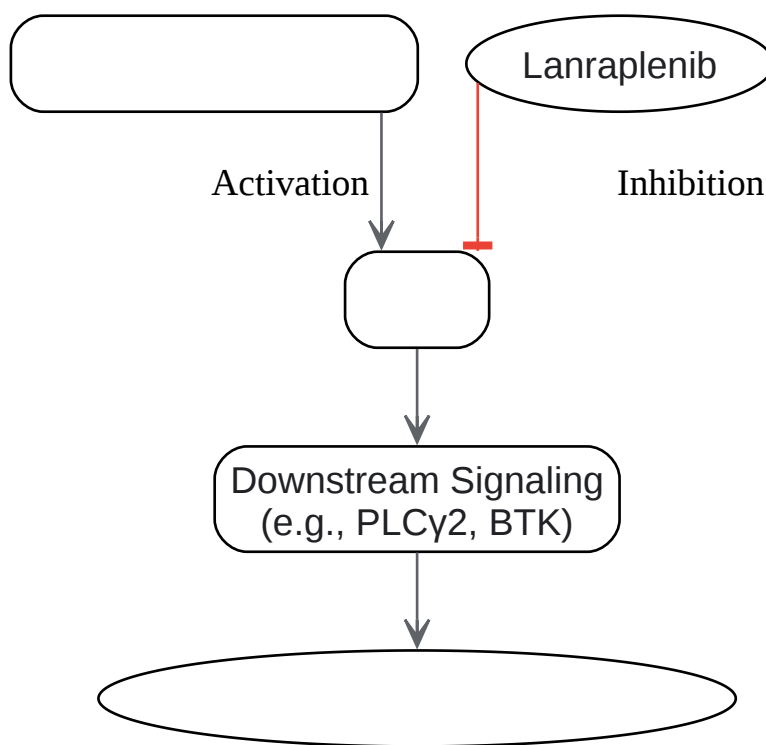 Lanraplenib
Activation
Inhibition
Downstream Signaling
(e.g., PLCγ2, BTK)